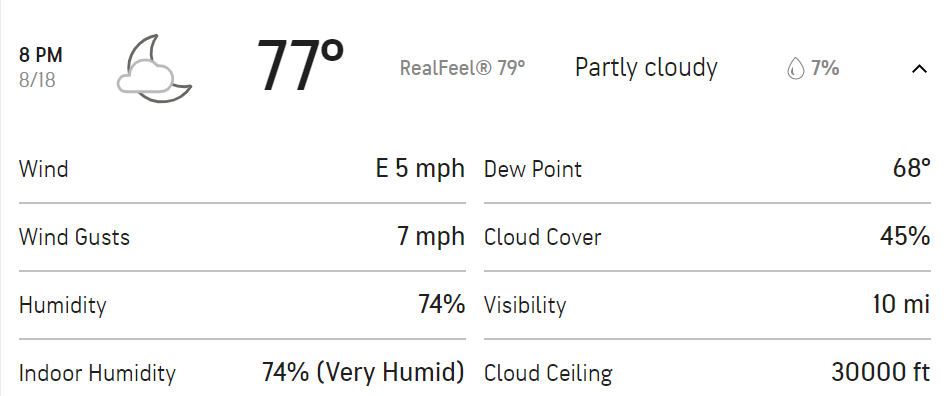 8 PM
8/18
77°
RealFeel® 79°
Partly cloudy
7%
Wind E 5 mph
Dew Point 68°
Wind Gusts 7 mph
Cloud Cover 45%
Humidity 74%
Visibility 10 mi
Indoor Humidity 74% (Very Humid)
Cloud Ceiling 30000 ft